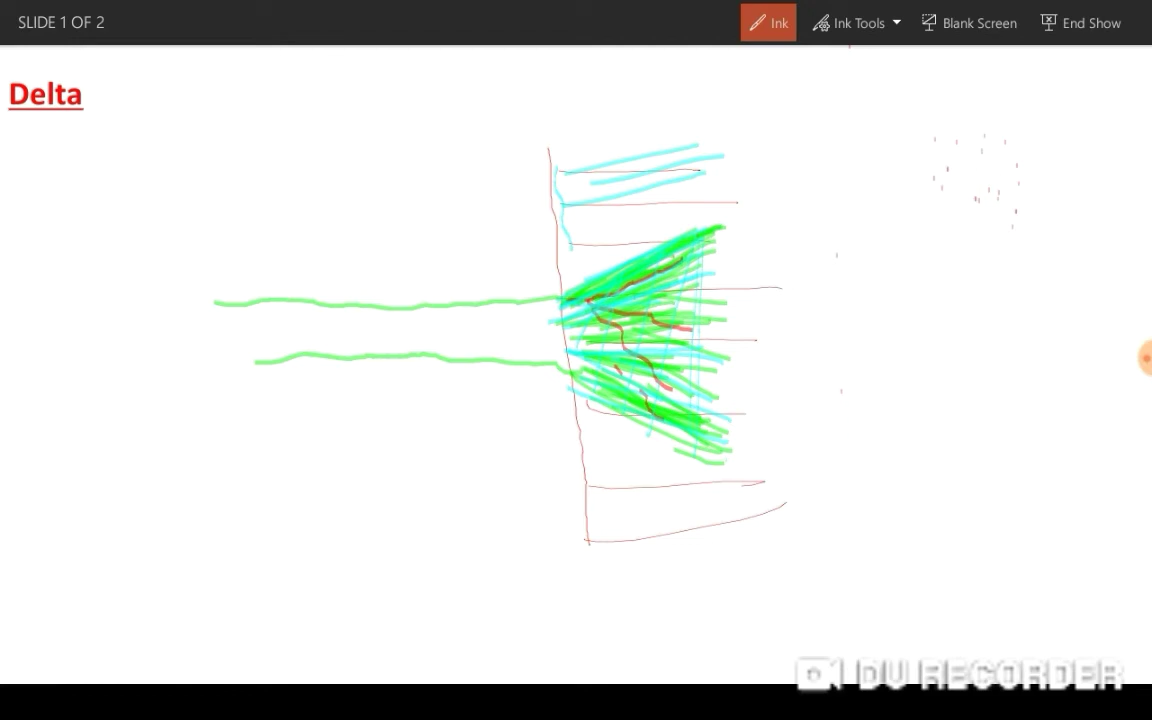 SLIDE 1 OF 2
Ink
Ink Tools
Blank Screen
End Show
Delta
DU RECORDER